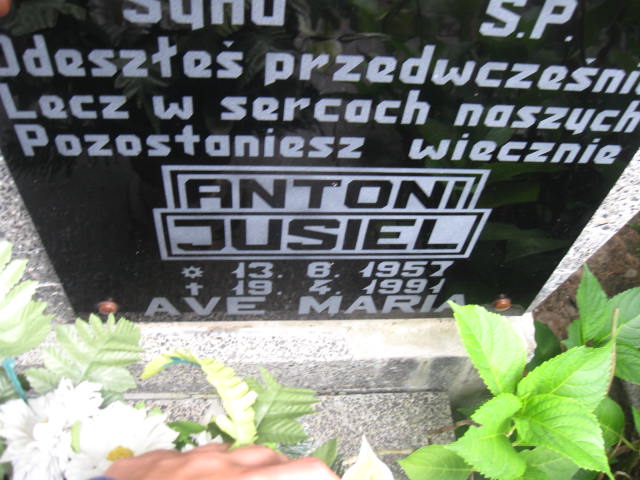 Synu Ś.P.
Odeszłeś przedwcześnie
Lecz w sercach naszych
Pozostaniesz wiecznie
ANTONI
JUSIEL
✡ 13. 6. 1957
✝ 19. 4. 1991
AVE MARIA